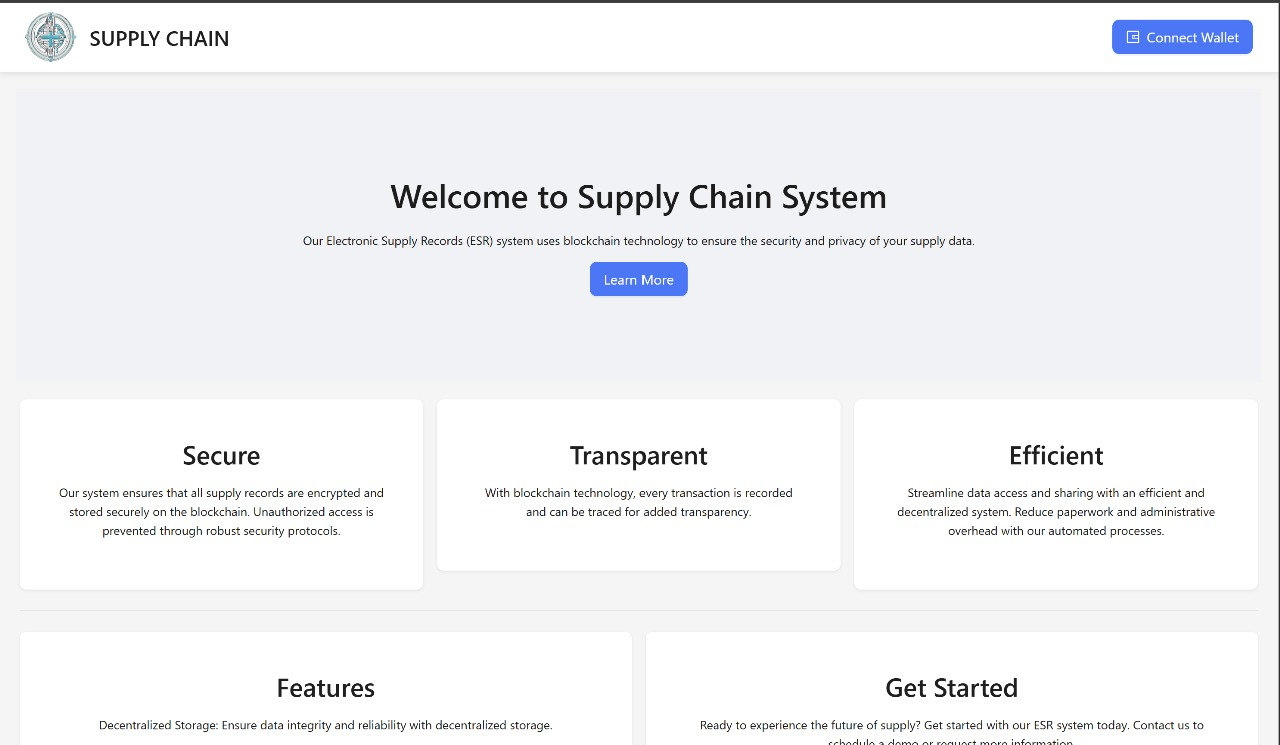 SUPPLY CHAIN
Connect Wallet
Welcome to Supply Chain System
Our Electronic Supply Records (ESR) system uses blockchain technology to ensure the security and privacy of your supply data.
Learn More
Secure
Our system ensures that all supply records are encrypted and
stored securely on the blockchain. Unauthorized access is
prevented through robust security protocols.
Transparent
With blockchain technology, every transaction is recorded
and can be traced for added transparency.
Efficient
Streamline data access and sharing with an efficient and
decentralized system. Reduce paperwork and administrative
overhead with our automated processes.
Features
Decentralized Storage: Ensure data integrity and reliability with decentralized storage.
Get Started
Ready to experience the future of supply? Get started with our ESR system today. Contact us to
schedule a demo or request more information.